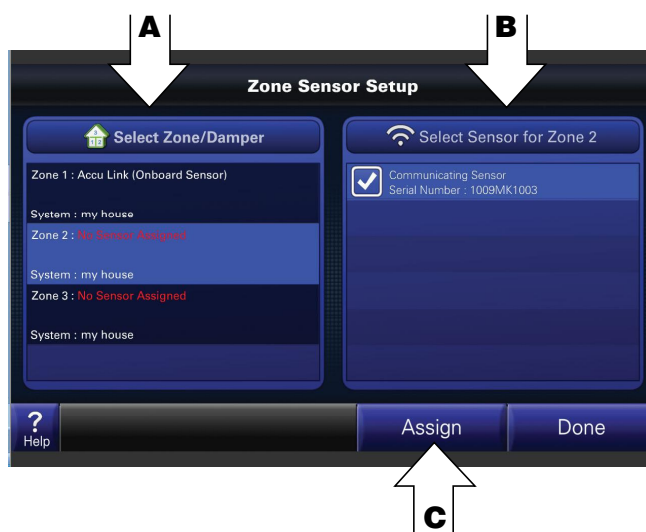 A
B
Zone Sensor Setup
Select Zone/Damper
Zone 1 : Accu Link (Onboard Sensor)
System : my house
Zone 2 : No Sensor Assigned
System : my house
Zone 3 : No Sensor Assigned
System : my house
Select Sensor for Zone 2
Communicating Sensor
Serial Number : 1009MK1003
?
Help
Assign
Done
C